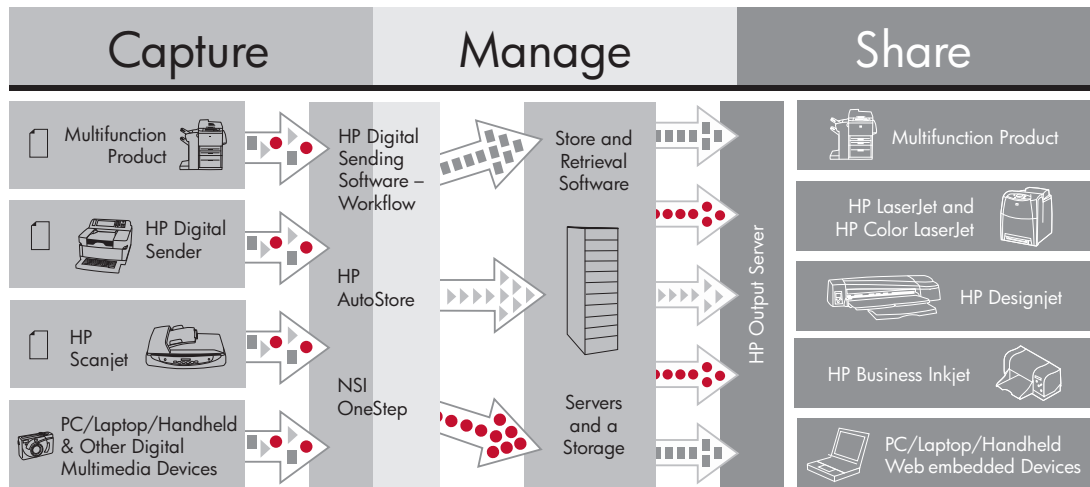 Capture
Manage
Share
Multifunction
Product
HP Digital
Sender
HP
Scanjet
PC/Laptop/Handheld
& Other Digital
Multimedia Devices
HP Digital
Sending
Software –
Workflow
HP
AutoStore
NSI
OneStep
Store and
Retrieval
Software
Servers
and a
Storage
HP Output Server
Multifunction Product
HP LaserJet and
HP Color LaserJet
HP Designjet
HP Business Inkjet
PC/Laptop/Handheld
Web embedded Devices